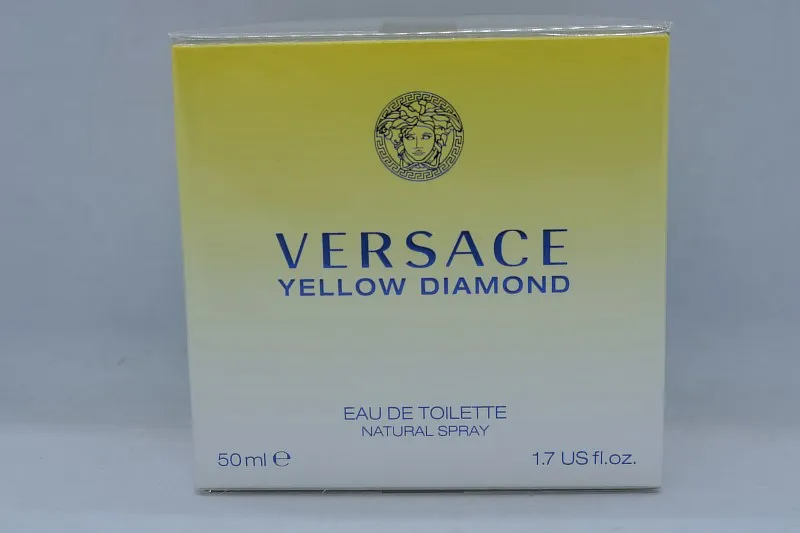 VERSACE
YELLOW DIAMOND
EAU DE TOILETTE
NATURAL SPRAY
50 ml ℮ 1.7 US fl.oz.